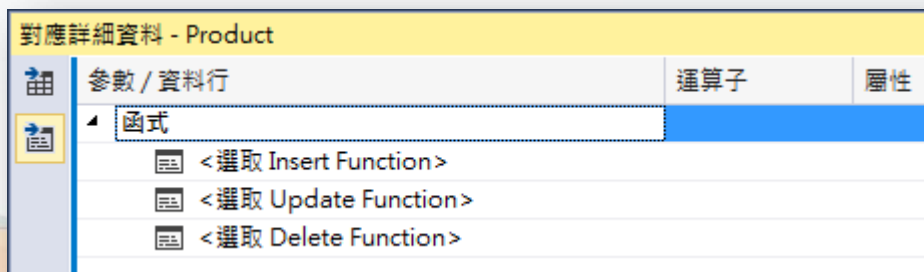 對應詳細資料 - Product
參數 / 資料行 運算子 屬性
函式
<選取 Insert Function>
<選取 Update Function>
<選取 Delete Function>